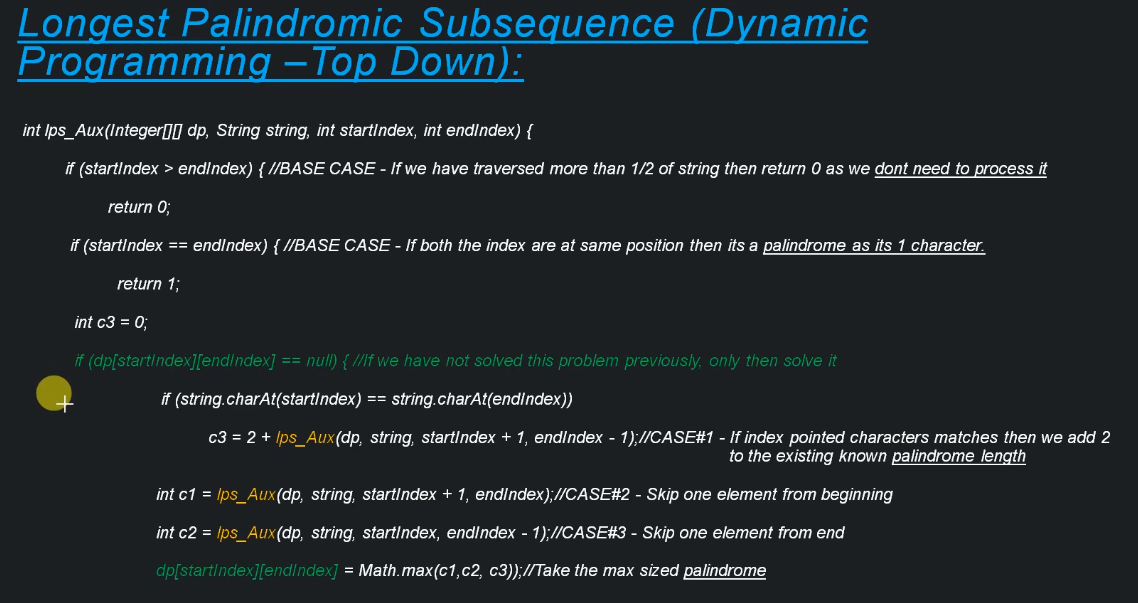 Longest Palindromic Subsequence (Dynamic
Programming –Top Down):
int lps_Aux(Integer[][] dp, String string, int startIndex, int endIndex) {
if (startIndex > endIndex) { //BASE CASE - If we have traversed more than 1/2 of string then return 0 as we dont need to process it
return 0;
if (startIndex == endIndex) { //BASE CASE - If both the index are at same position then its a palindrome as its 1 character.
return 1;
int c3 = 0;
if (dp[startIndex][endIndex] == null) { //If we have not solved this problem previously, only then solve it
if (string.charAt(startIndex) == string.charAt(endIndex))
c3 = 2 + lps_Aux(dp, string, startIndex + 1, endIndex - 1);//CASE#1 - If index pointed characters matches then we add 2
to the existing known palindrome length
int c1 = lps_Aux(dp, string, startIndex + 1, endIndex);//CASE#2 - Skip one element from beginning
int c2 = lps_Aux(dp, string, startIndex, endIndex - 1);//CASE#3 - Skip one element from end
dp[startIndex][endIndex] = Math.max(c1,c2, c3));//Take the max sized palindrome